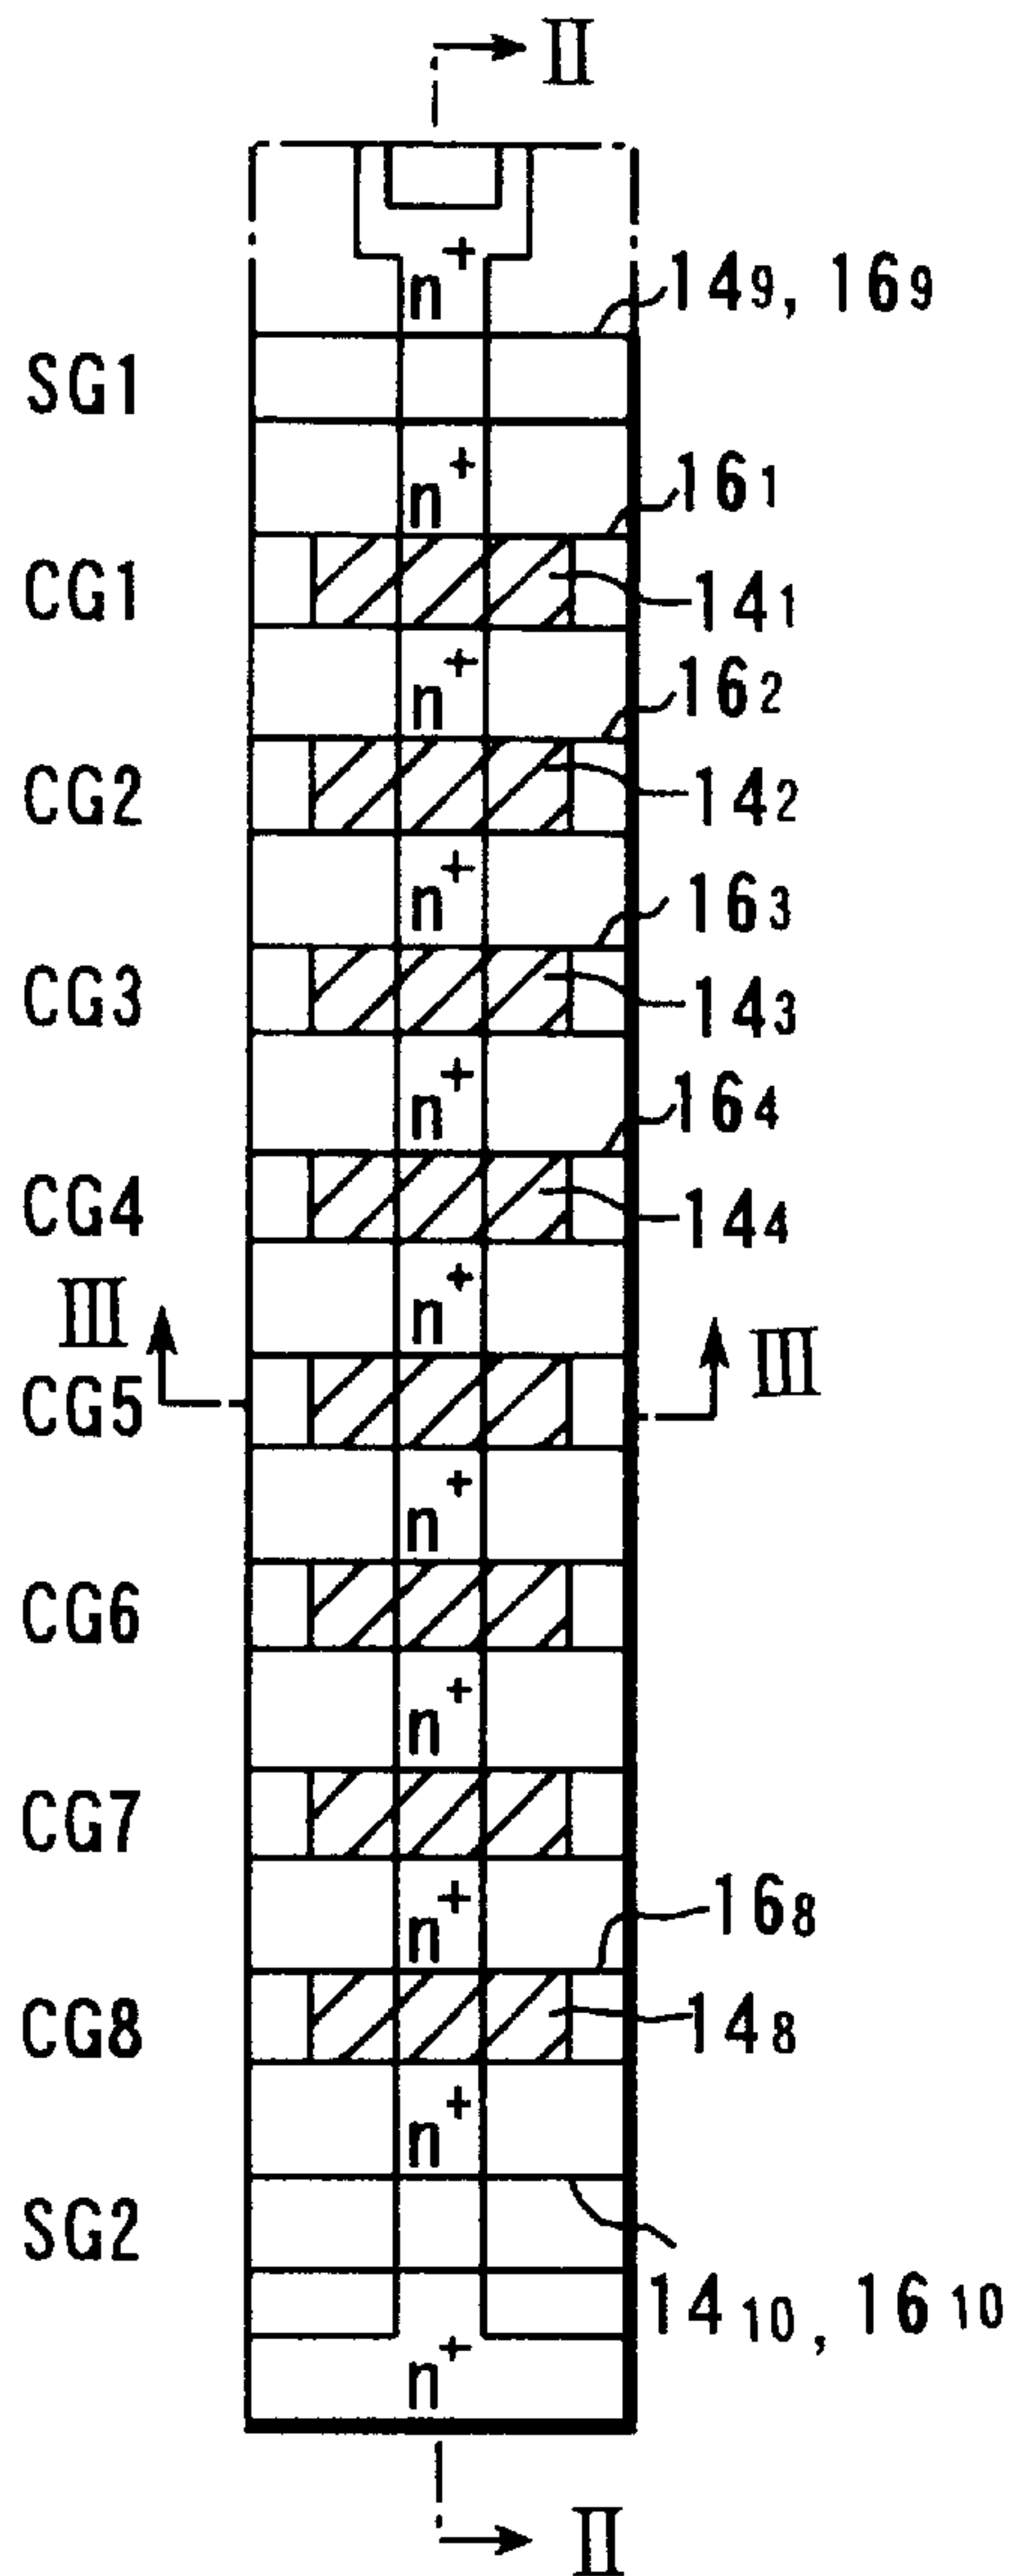 II
n+
14₉, 16₉
SG1
n+
16₁
CG1
14₁
n+
16₂
CG2
14₂
n+
16₃
CG3
14₃
n+
16₄
CG4
14₄
n+
III
III
CG5
n+
CG6
n+
CG7
n+
16₈
CG8
14₈
n+
SG2
14₁₀, 16₁₀
n+
II